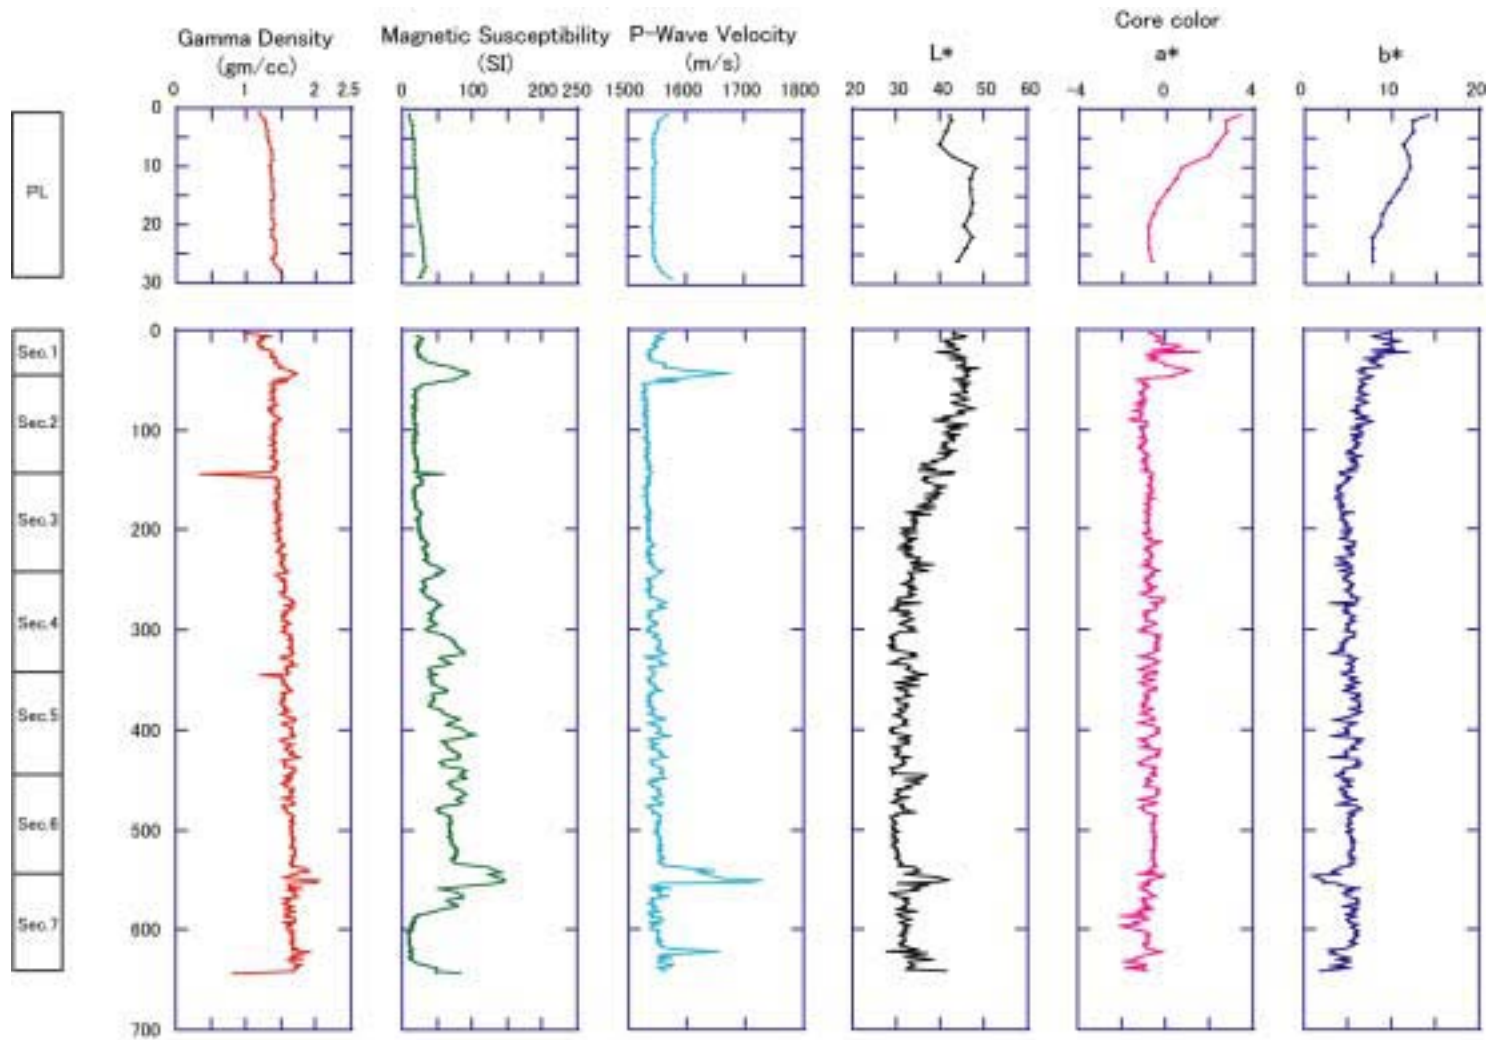 Core color
Gamma Density Magnetic Susceptibility P-Wave Velocity L* a* b*
(gm/cc) (SI) (m/s)
0 1 2 2.5 0 100 200 250 1500 1600 1700 1800 20 30 40 50 60 -4 0 4 0 10 20
0
PL
10
20
30
0
Sec.1
Sec.2
100
Sec.3
200
Sec.4
300
Sec.5
400
Sec.6
500
Sec.7
600
700